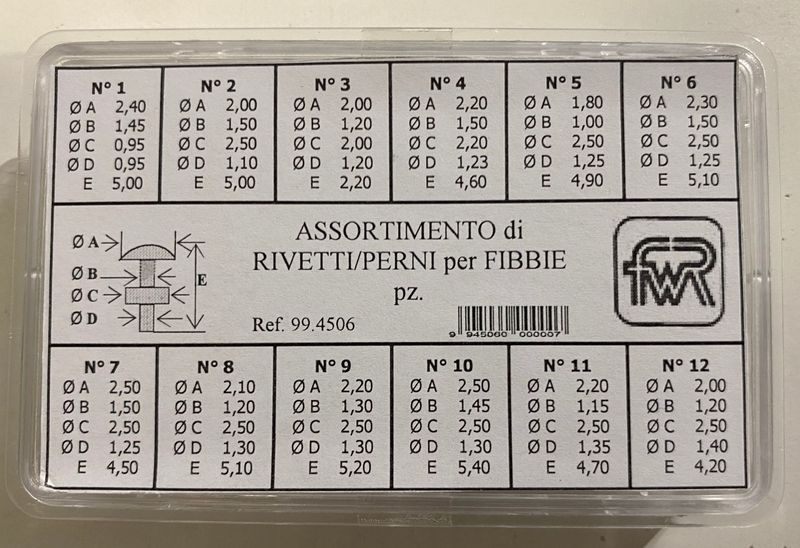 N° 1 N° 2 N° 3 N° 4 N° 5 N° 6
Ø A 2,40 Ø A 2,00 Ø A 2,00 Ø A 2,20 Ø A 1,80 Ø A 2,30
Ø B 1,45 Ø B 1,50 Ø B 1,20 Ø B 1,50 Ø B 1,00 Ø B 1,50
Ø C 0,95 Ø C 2,50 Ø C 2,00 Ø C 2,20 Ø C 2,50 Ø C 2,50
Ø D 0,95 Ø D 1,10 Ø D 1,20 Ø D 1,23 Ø D 1,25 Ø D 1,25
E 5,00 E 5,00 E 2,20 E 4,60 E 4,90 E 5,10
Ø A
Ø B
Ø C
Ø D
E
ASSORTIMENTO di
RIVETTI/PERNI per FIBBIE
pz.
Ref. 99.4506
9 945060 000007
N° 7 N° 8 N° 9 N° 10 N° 11 N° 12
Ø A 2,50 Ø A 2,10 Ø A 2,20 Ø A 2,50 Ø A 2,20 Ø A 2,00
Ø B 1,50 Ø B 1,20 Ø B 1,30 Ø B 1,45 Ø B 1,15 Ø B 1,20
Ø C 2,50 Ø C 2,50 Ø C 2,50 Ø C 2,50 Ø C 2,50 Ø C 2,50
Ø D 1,25 Ø D 1,30 Ø D 1,30 Ø D 1,30 Ø D 1,35 Ø D 1,40
E 4,50 E 5,10 E 5,20 E 5,40 E 4,70 E 4,20